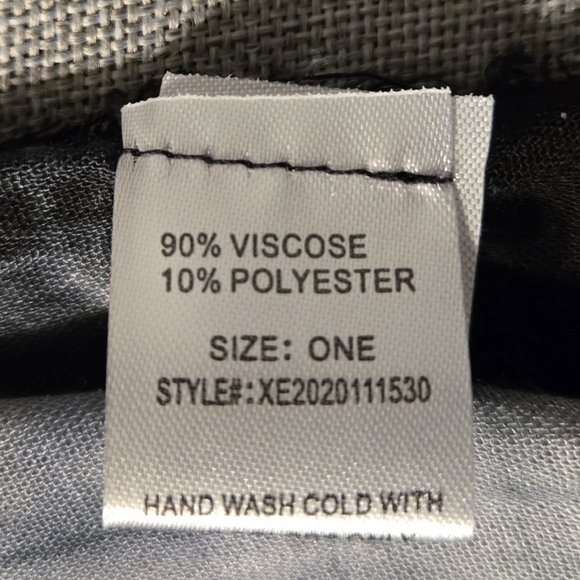 90% VISCOSE
10% POLYESTER
SIZE: ONE
STYLE#:XE2020111530
HAND WASH COLD WITH